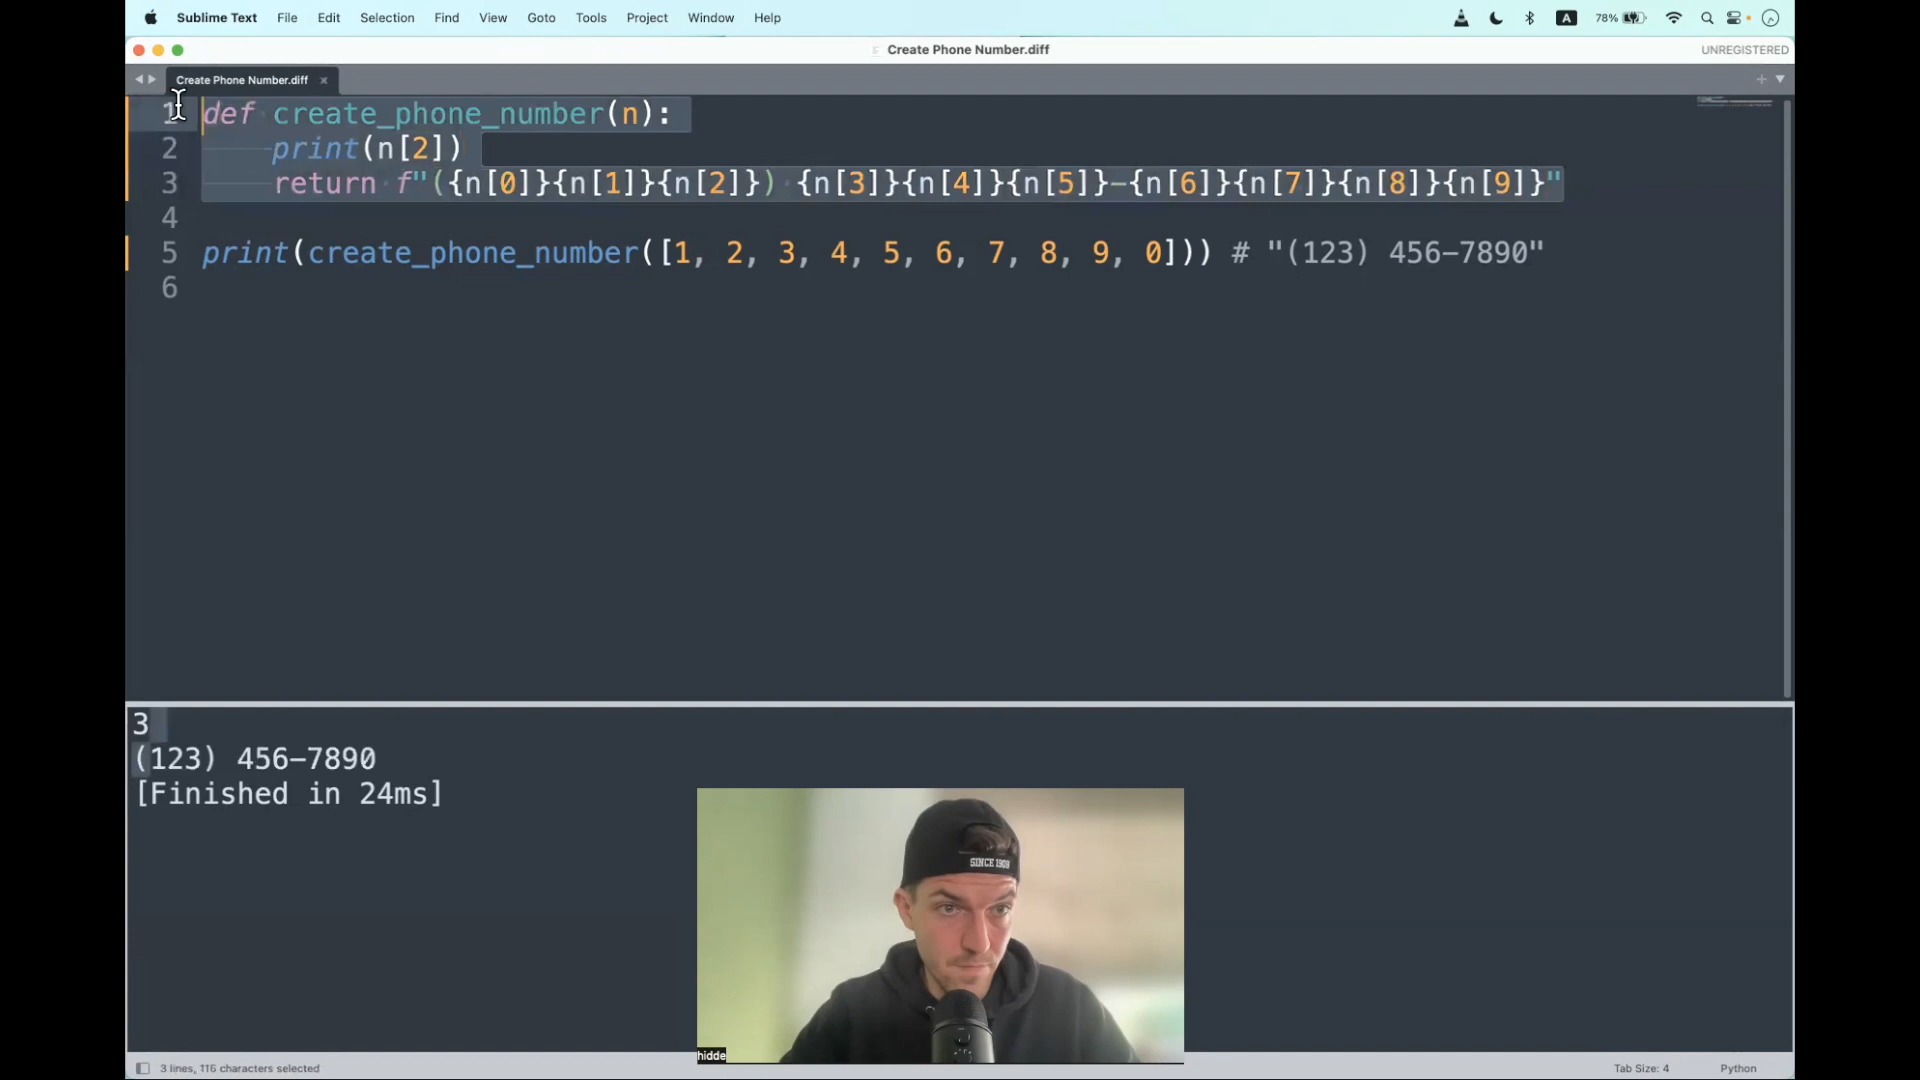 Sublime Text File Edit Selection Find View Goto Tools Project Window Help A 78%
Create Phone Number.diff UNREGISTERED
Create Phone Number.diff ×
1 def create_phone_number(n):
2 print(n[2])
3 return f"({n[0]}{n[1]}{n[2]}) {n[3]}{n[4]}{n[5]}-{n[6]}{n[7]}{n[8]}{n[9]}"
4
5 print(create_phone_number([1, 2, 3, 4, 5, 6, 7, 8, 9, 0])) # "(123) 456-7890"
6
3
(123) 456-7890
[Finished in 24ms]
SINCE 1909
hidde
3 lines, 116 characters selected Tab Size: 4 Python